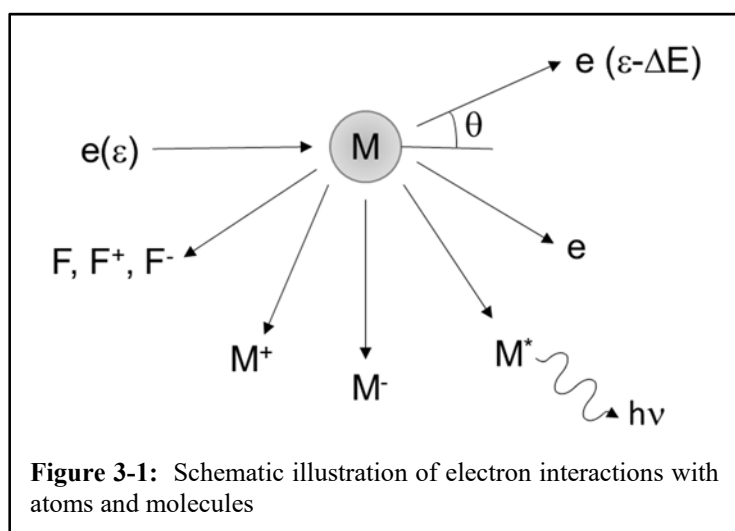 e (ε-ΔE)
θ
M
e(ε)
e
F, F⁺, F⁻
M⁺
M⁻
M*
hν
Figure 3-1: Schematic illustration of electron interactions with
atoms and molecules